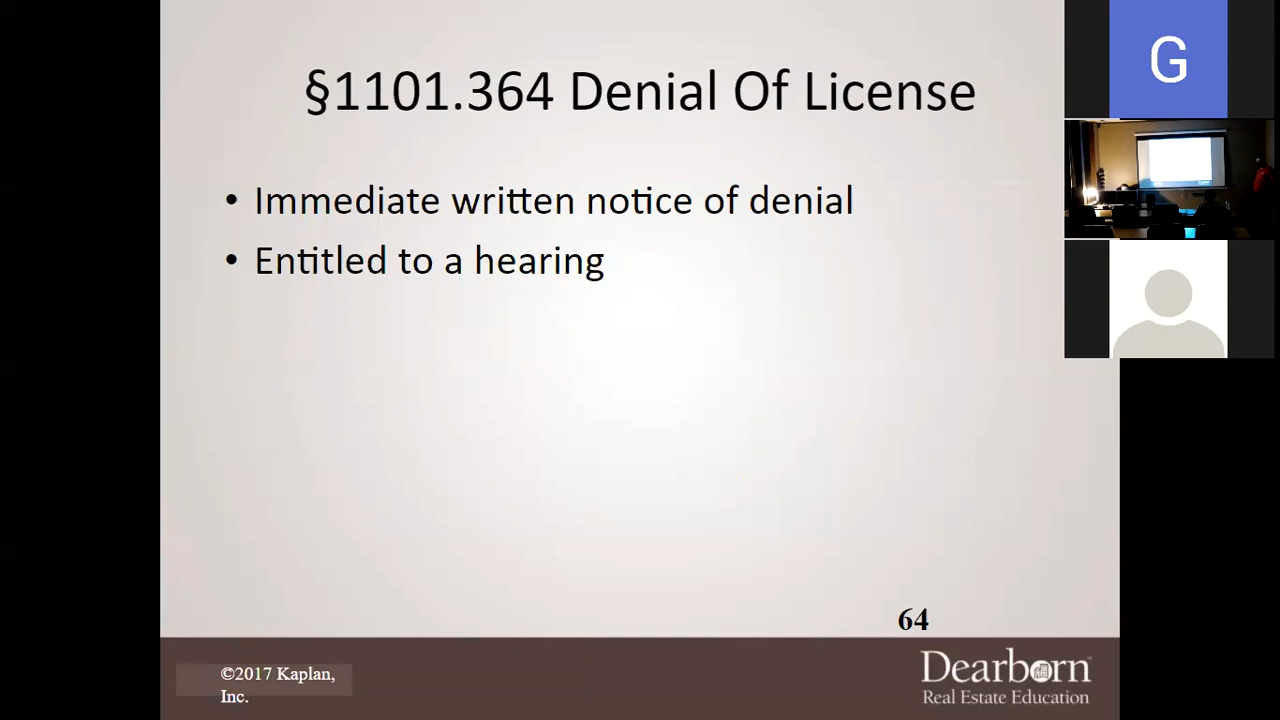 §1101.364 Denial Of License
• Immediate written notice of denial
• Entitled to a hearing
64
©2017 Kaplan,
Inc.
Dearborn
Real Estate Education
G